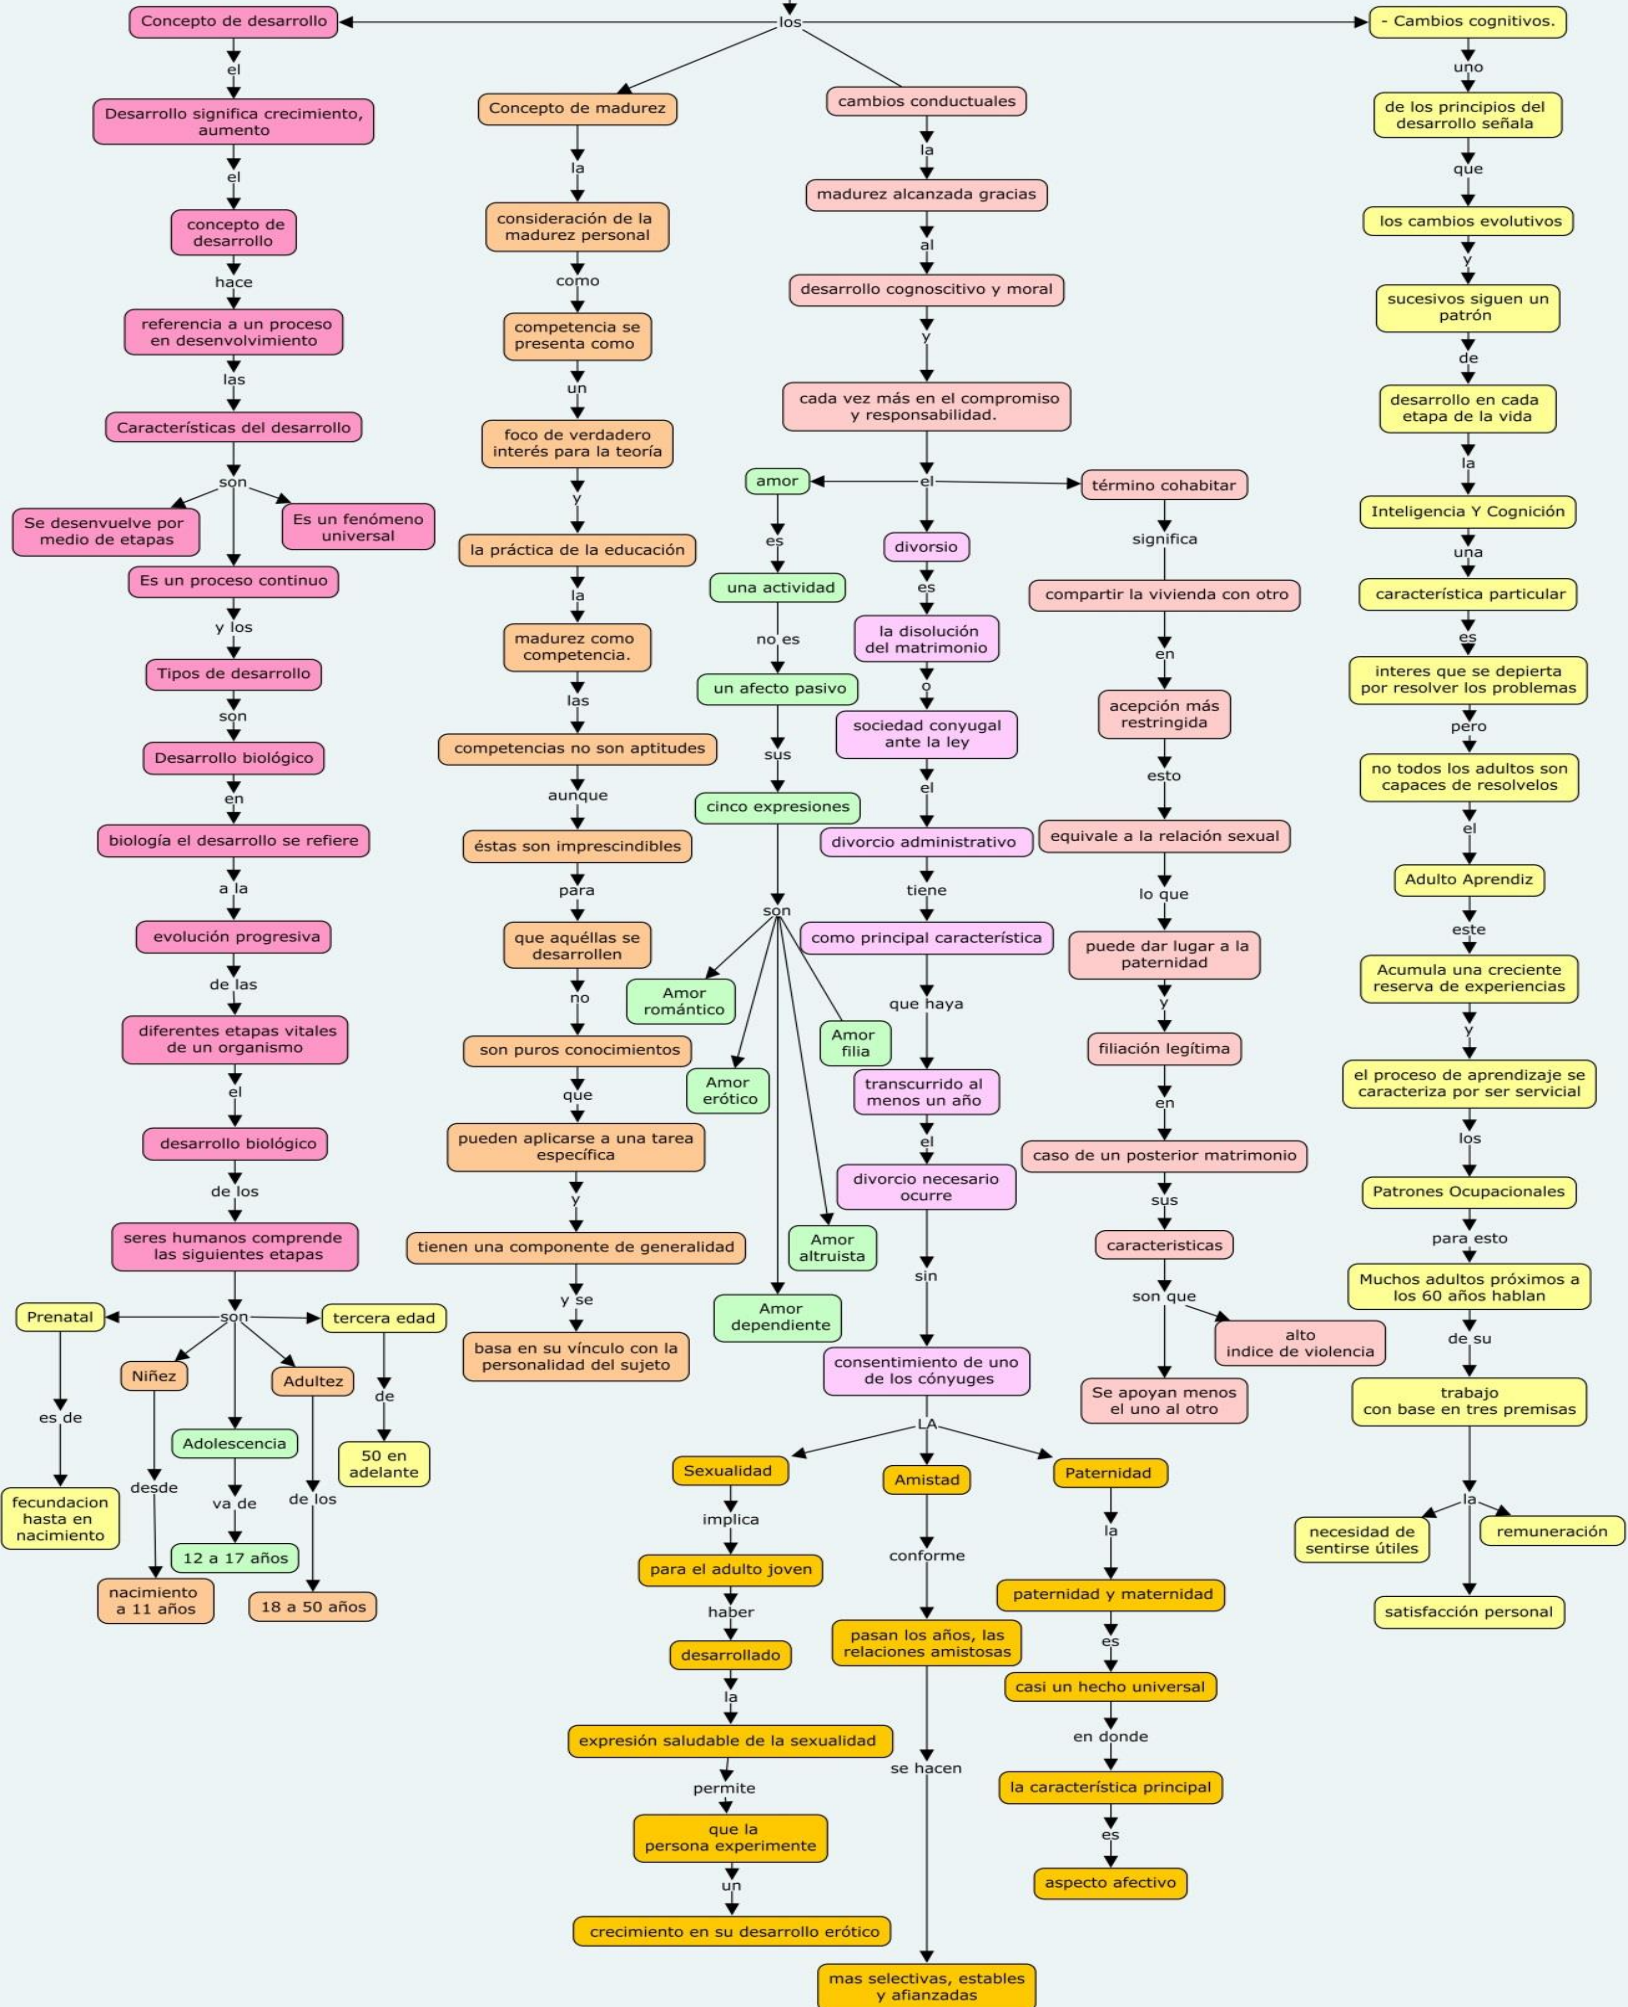 los
Concepto de desarrollo
el
Desarrollo significa crecimiento,
aumento
el
concepto de
desarrollo
hace
referencia a un proceso
en desenvolvimiento
las
Características del desarrollo
son
Se desenvuelve por
medio de etapas
Es un fenómeno
universal
Es un proceso continuo
y los
Tipos de desarrollo
son
Desarrollo biológico
en
biología el desarrollo se refiere
a la
evolución progresiva
de las
diferentes etapas vitales
de un organismo
el
desarrollo biológico
de los
seres humanos comprende
las siguientes etapas
son
Prenatal
es de
fecundacion
hasta en
nacimiento
Niñez
desde
nacimiento
a 11 años
Adolescencia
va de
12 a 17 años
Adultez
de los
18 a 50 años
tercera edad
de
50 en
adelante
Concepto de madurez
la
consideración de la
madurez personal
como
competencia se
presenta como
un
foco de verdadero
interés para la teoría
y
la práctica de la educación
la
madurez como
competencia.
las
competencias no son aptitudes
aunque
éstas son imprescindibles
para
que aquéllas se
desarrollen
no
son puros conocimientos
que
pueden aplicarse a una tarea
específica
y
tienen una componente de generalidad
y se
basa en su vínculo con la
personalidad del sujeto
cambios conductuales
la
madurez alcanzada gracias
al
desarrollo cognoscitivo y moral
y
cada vez más en el compromiso
y responsabilidad.
el
amor
es
una actividad
no es
un afecto pasivo
sus
cinco expresiones
son
Amor
romántico
Amor
erótico
Amor
dependiente
Amor
altruista
Amor
filia
divorsio
es
la disolución
del matrimonio
o
sociedad conyugal
ante la ley
el
divorcio administrativo
tiene
como principal característica
que haya
transcurrido al
menos un año
el
divorcio necesario
ocurre
sin
consentimiento de uno
de los cónyuges
LA
Sexualidad
implica
para el adulto joven
haber
desarrollado
la
expresión saludable de la sexualidad
permite
que la
persona experimente
un
crecimiento en su desarrollo erótico
Amistad
conforme
pasan los años, las
relaciones amistosas
se hacen
mas selectivas, estables
y afianzadas
Paternidad
la
paternidad y maternidad
es
casi un hecho universal
en donde
la característica principal
es
aspecto afectivo
término cohabitar
significa
compartir la vivienda con otro
en
acepción más
restringida
esto
equivale a la relación sexual
lo que
puede dar lugar a la
paternidad
y
filiación legítima
en
caso de un posterior matrimonio
sus
caracteristicas
son que
alto
indice de violencia
Se apoyan menos
el uno al otro
- Cambios cognitivos.
uno
de los principios del
desarrollo señala
que
los cambios evolutivos
y
sucesivos siguen un
patrón
de
desarrollo en cada
etapa de la vida
la
Inteligencia Y Cognición
una
característica particular
es
interes que se depierta
por resolver los problemas
pero
no todos los adultos son
capaces de resolvelos
el
Adulto Aprendiz
este
Acumula una creciente
reserva de experiencias
y
el proceso de aprendizaje se
caracteriza por ser servicial
los
Patrones Ocupacionales
para esto
Muchos adultos próximos a
los 60 años hablan
de su
trabajo
con base en tres premisas
la
necesidad de
sentirse útiles
remuneración
satisfacción personal